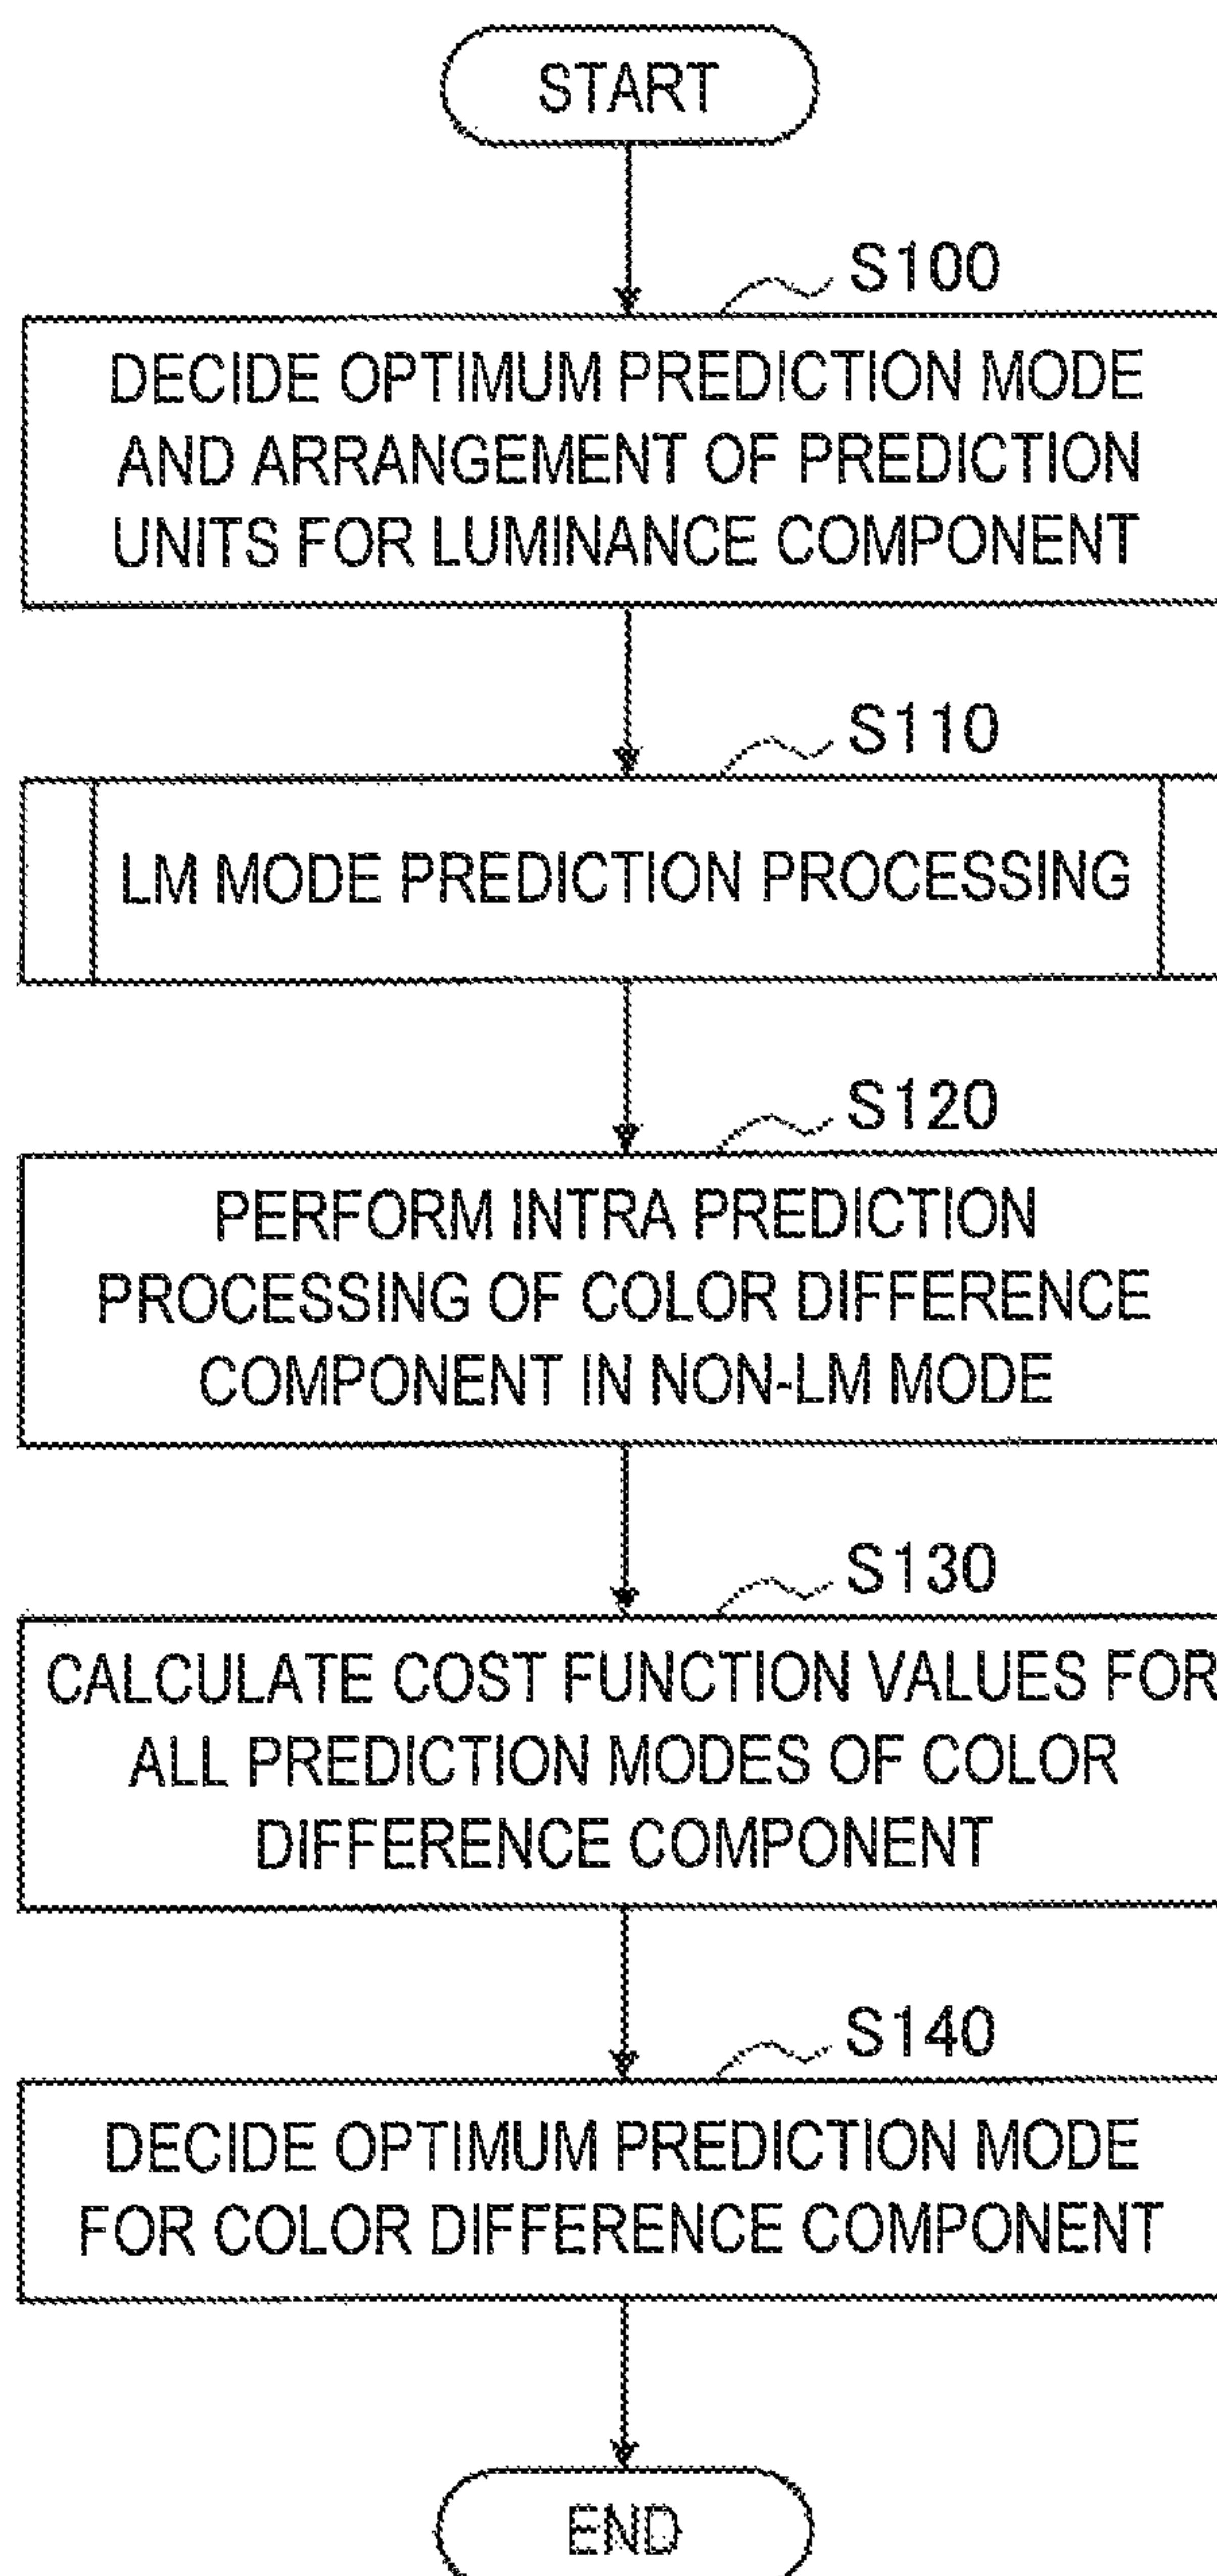 START
S100
DECIDE OPTIMUM PREDICTION MODE
AND ARRANGEMENT OF PREDICTION
UNITS FOR LUMINANCE COMPONENT
S110
LM MODE PREDICTION PROCESSING
S120
PERFORM INTRA PREDICTION
PROCESSING OF COLOR DIFFERENCE
COMPONENT IN NON-LM MODE
S130
CALCULATE COST FUNCTION VALUES FOR
ALL PREDICTION MODES OF COLOR
DIFFERENCE COMPONENT
S140
DECIDE OPTIMUM PREDICTION MODE
FOR COLOR DIFFERENCE COMPONENT
END